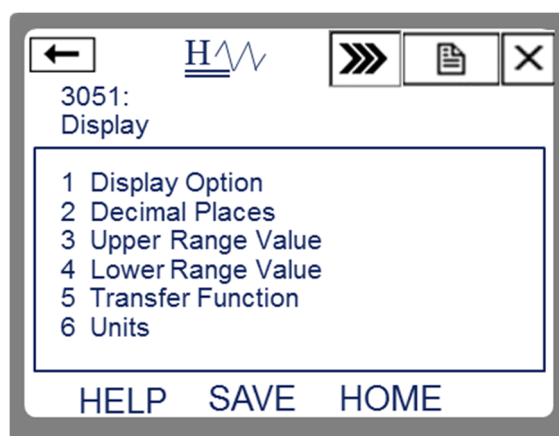 H
3051:
Display
1 Display Option
2 Decimal Places
3 Upper Range Value
4 Lower Range Value
5 Transfer Function
6 Units
HELP SAVE HOME